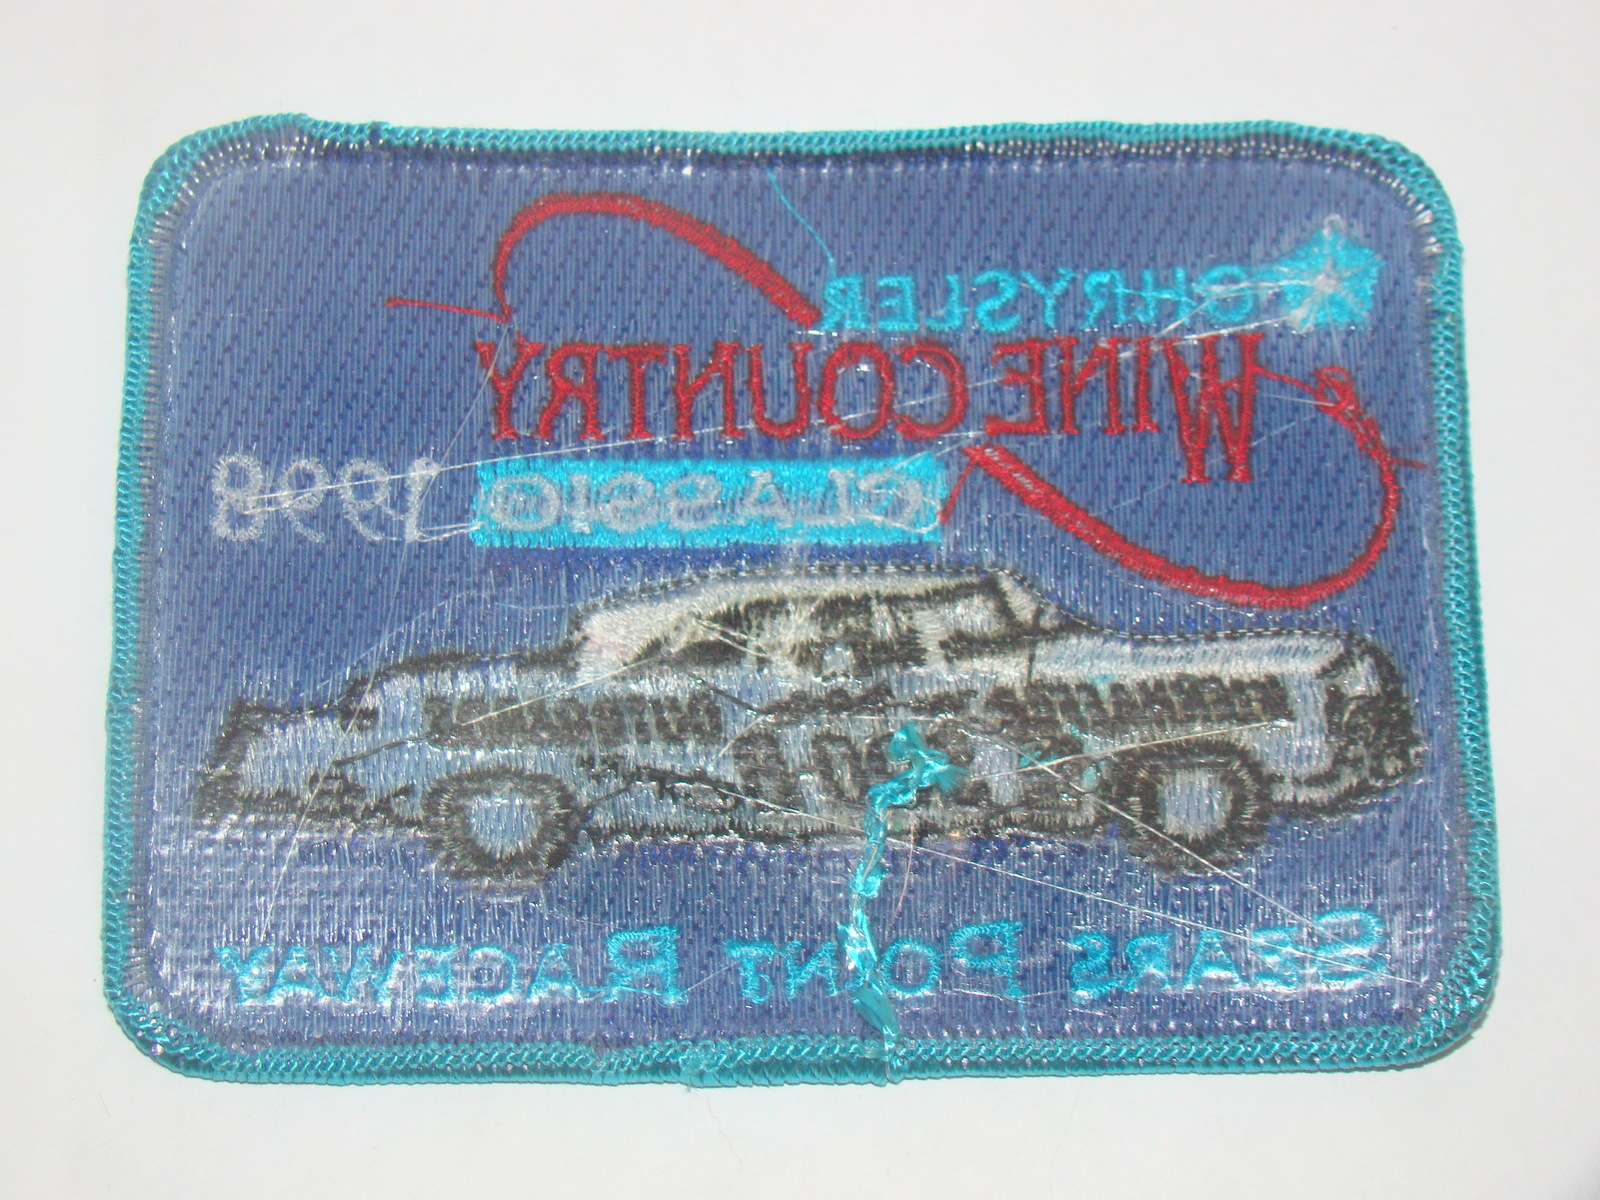 CHRYSLER
WINE COUNTRY
CLASSIC 1998
SEARS POINT RACEWAY